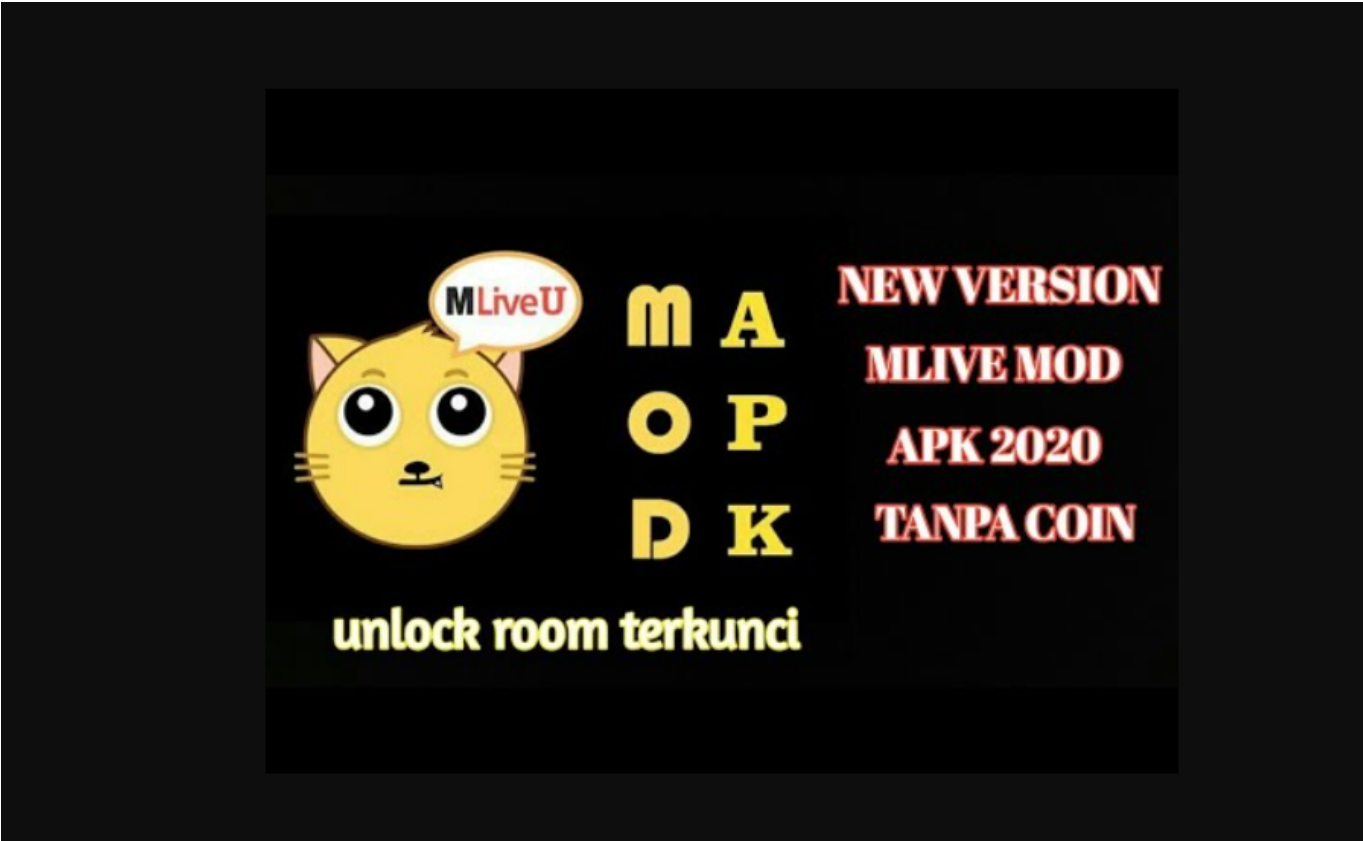 MLiveU
MOD
APK
NEW VERSION
MLIVE MOD
APK 2020
TANPA COIN
unlock room terkunci